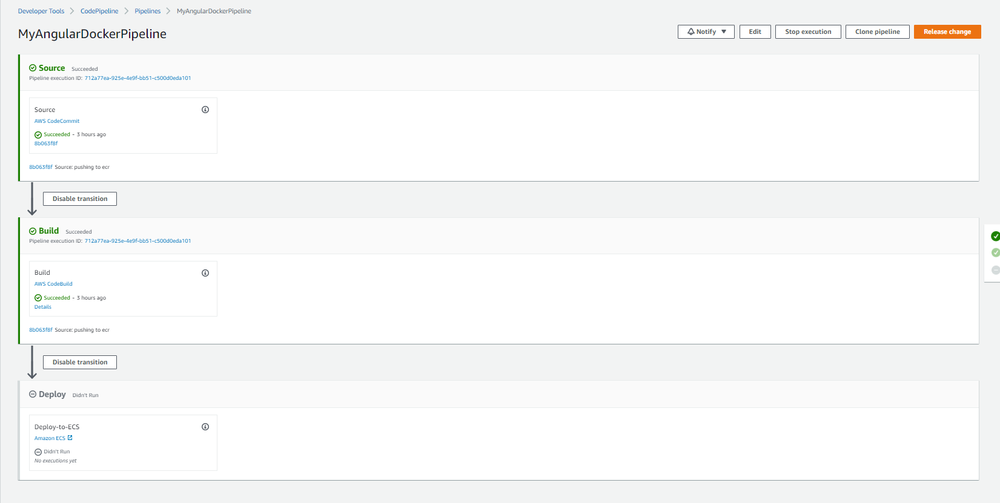 Developer Tools > CodePipeline > Pipelines > MyAngularDockerPipeline
MyAngularDockerPipeline
Notify ▼ Edit Stop execution Clone pipeline Release change
Source Succeeded
Pipeline execution ID: 712a77ea-925e-4e9f-bb51-c500d0eda101
Source
AWS CodeCommit
Succeeded - 3 hours ago
8b063f8f
8b063f8f Source: pushing to ecr
Disable transition
Build Succeeded
Pipeline execution ID: 712a77ea-925e-4e9f-bb51-c500d0eda101
Build
AWS CodeBuild
Succeeded - 3 hours ago
Details
8b063f8f Source: pushing to ecr
Disable transition
Deploy Didn't Run
Deploy-to-ECS
Amazon ECS
Didn't Run
No executions yet